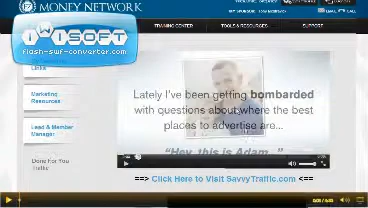 MONEY NETWORK
iWiSOFT
flash-swf-converter.com
TRAINING CENTER
TOOLS & RESOURCES
SUPPORT
Links
Marketing
Resources
Lead & Member
Manager
Done For You
Traffic
Lately I've been getting bombarded
with questions about where the best
places to advertise are...
"Hey, this is Adam..."
==> Click Here to Visit SavvyTraffic.com <==